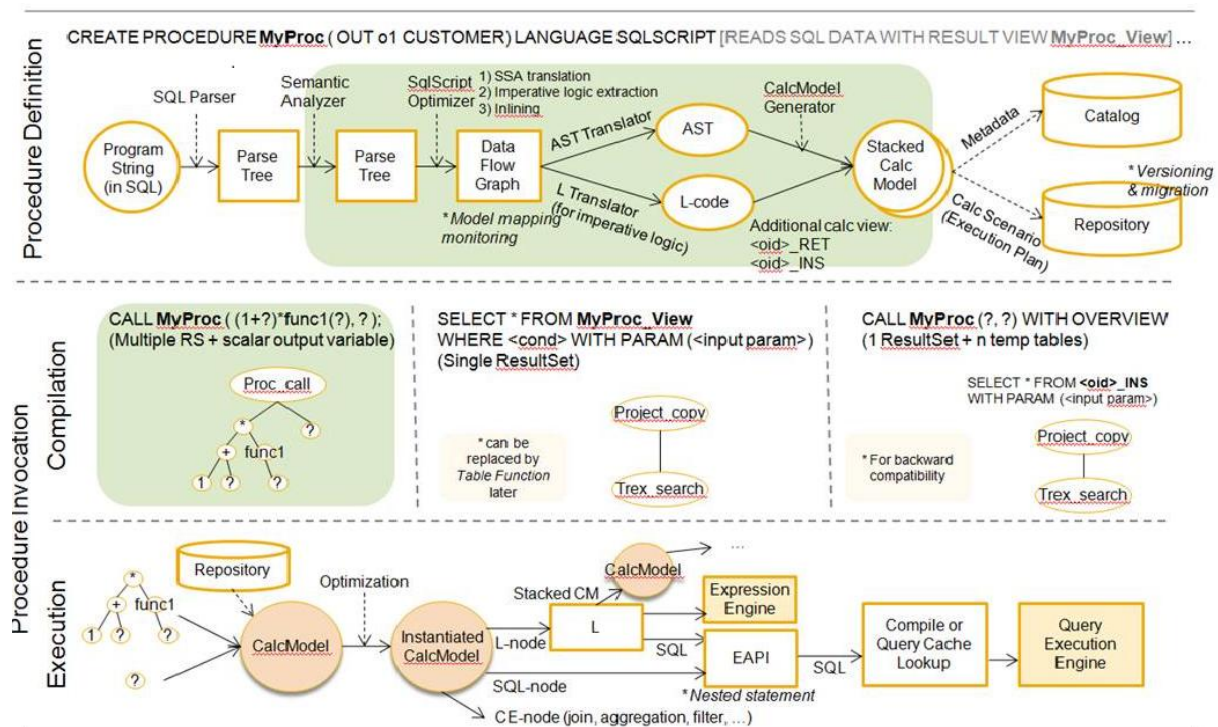 CREATE PROCEDURE MyProc ( OUT o1 CUSTOMER) LANGUAGE SQLSCRIPT [READS SQL DATA WITH RESULT VIEW MyProc_View] ...
Procedure Definition
SQL Parser
Semantic
Analyzer
SqlScript
Optimizer
1) SSA translation
2) Imperative logic extraction
3) Inlining
CalcModel
Generator
Program
String
(in SQL)
Parse
Tree
Parse
Tree
Data
Flow
Graph
AST Translator
L Translator
(for imperative logic)
AST
L-code
Stacked
Calc
Model
Metadata
Calc Scenario
(Execution Plan)
Catalog
* Versioning
& migration
Repository
* Model mapping
monitoring
Additional calc view:
<oid>_RET
<oid>_INS
Procedure Invocation
Compilation
CALL MyProc ( (1+?)*func1(?), ? );
(Multiple RS + scalar output variable)
Proc_call
*
?
+
func1
1
?
?
SELECT * FROM MyProc_View
WHERE <cond> WITH PARAM (<input param>)
(Single ResultSet)
* can be
replaced by
Table Function
later
Project_copy
Trex_search
CALL MyProc (?, ?) WITH OVERVIEW
(1 ResultSet + n temp tables)
SELECT * FROM <oid>_INS
WITH PARAM (<input param>)
* For backward
compatibility
Project_copy
Trex_search
Execution
*
+
func1
1
?
?
?
Repository
CalcModel
Optimization
Instantiated
CalcModel
L-node
SQL-node
CE-node (join, aggregation, filter, ...)
Stacked CM
L
CalcModel
...
SQL
Expression
Engine
EAPI
* Nested statement
SQL
Compile or
Query Cache
Lookup
Query
Execution
Engine